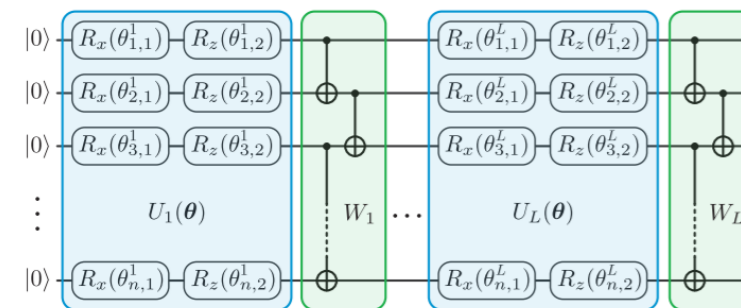 |0⟩ R_x(θ^1_{1,1}) R_z(θ^1_{1,2}) R_x(θ^L_{1,1}) R_z(θ^L_{1,2})
|0⟩ R_x(θ^1_{2,1}) R_z(θ^1_{2,2}) R_x(θ^L_{2,1}) R_z(θ^L_{2,2})
|0⟩ R_x(θ^1_{3,1}) R_z(θ^1_{3,2}) R_x(θ^L_{3,1}) R_z(θ^L_{3,2})
⋮ U_1(θ) W_1 ⋯ U_L(θ) W_L
|0⟩ R_x(θ^1_{n,1}) R_z(θ^1_{n,2}) R_x(θ^L_{n,1}) R_z(θ^L_{n,2})